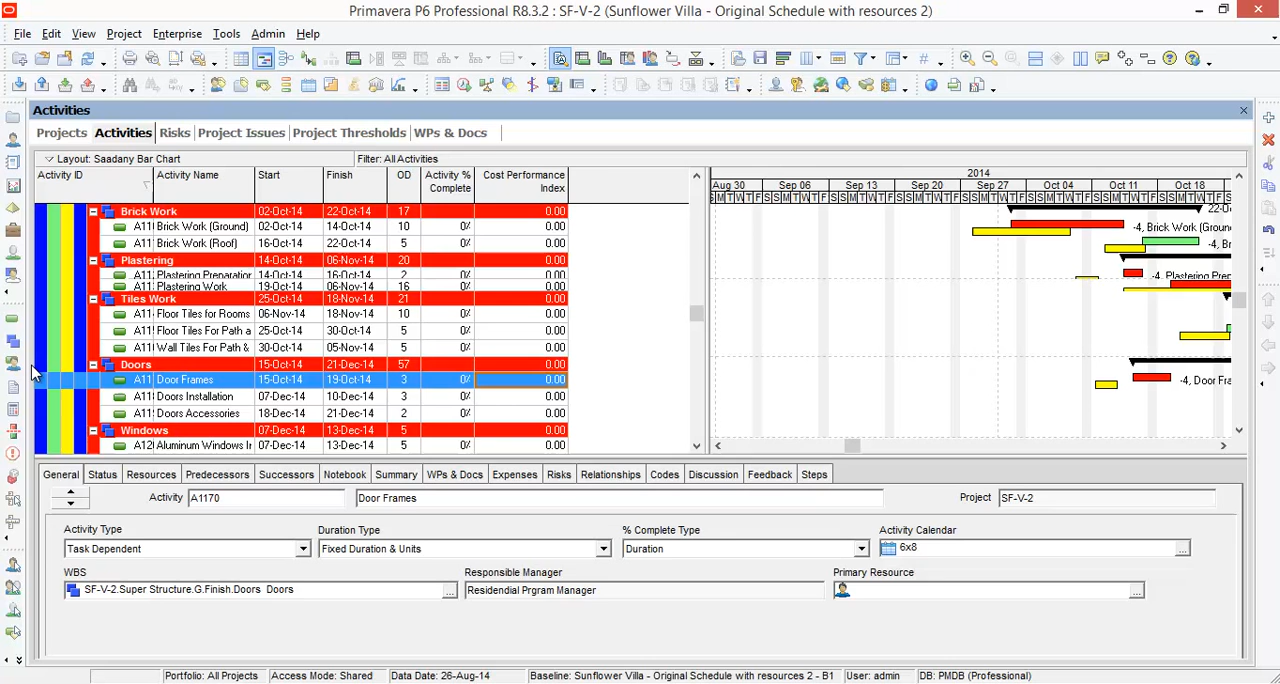 Primavera P6 Professional R8.3.2 : SF-V-2 (Sunflower Villa - Original Schedule with resources 2)
File Edit View Project Enterprise Tools Admin Help
Activities
Projects Activities Risks Project Issues Project Thresholds WPs & Docs
Layout: Saadany Bar Chart Filter: All Activities
Activity ID Activity Name Start Finish OD Activity % Complete Cost Performance Index
2014
Aug 30 Sep 06 Sep 13 Sep 20 Sep 27 Oct 04 Oct 11 Oct 18
Brick Work 02-Oct-14 22-Oct-14 17 0.00
A11 Brick Work (Ground) 02-Oct-14 14-Oct-14 10 0% 0.00 -4, Brick Work (Groun
A11 Brick Work (Roof) 16-Oct-14 22-Oct-14 5 0% 0.00 -4, Br
Plastering 14-Oct-14 06-Nov-14 20 0.00
A11 Plastering Preparation 14-Oct-14 16-Oct-14 2 0% 0.00 -4, Plastering Prep
A11 Plastering Work 19-Oct-14 06-Nov-14 16 0% 0.00
Tiles Work 25-Oct-14 18-Nov-14 21 0.00
A11 Floor Tiles for Rooms 06-Nov-14 18-Nov-14 10 0% 0.00
A11 Floor Tiles For Path a 25-Oct-14 30-Oct-14 5 0% 0.00
A11 Wall Tiles For Path & 30-Oct-14 05-Nov-14 5 0% 0.00
Doors 15-Oct-14 21-Dec-14 57 0.00
A11 Door Frames 15-Oct-14 19-Oct-14 3 0% 0.00 -4, Door Fra
A11 Doors Installation 07-Dec-14 10-Dec-14 3 0% 0.00
A11 Doors Accessories 18-Dec-14 21-Dec-14 2 0% 0.00
Windows 07-Dec-14 13-Dec-14 5 0.00
A12 Aluminum Windows Ir 07-Dec-14 13-Dec-14 5 0% 0.00
General Status Resources Predecessors Successors Notebook Summary WPs & Docs Expenses Risks Relationships Codes Discussion Feedback Steps
Activity A1170 Door Frames Project SF-V-2
Activity Type Duration Type % Complete Type Activity Calendar
Task Dependent Fixed Duration & Units Duration 6x8
WBS Responsible Manager Primary Resource
SF-V-2.Super Structure.G.Finish.Doors Doors Residential Prgram Manager
Portfolio: All Projects Access Mode: Shared Data Date: 26-Aug-14 Baseline: Sunflower Villa - Original Schedule with resources 2 - B1 User: admin DB: PMDB (Professional)